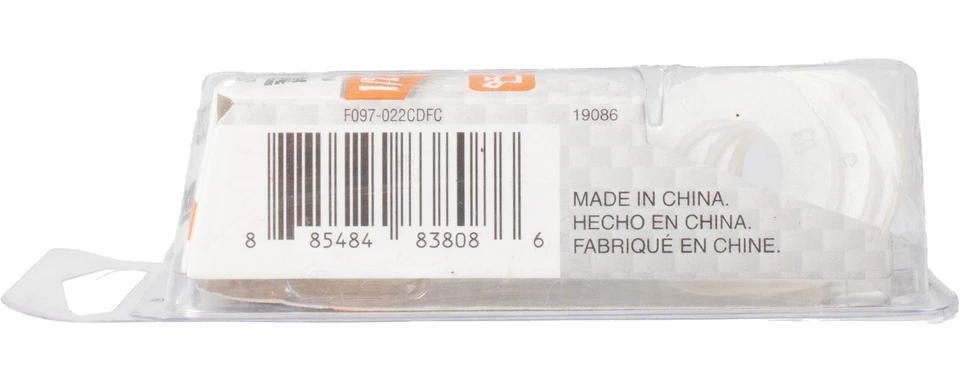 F097-022CDFC
19086
8 85484 83808 6
MADE IN CHINA.
HECHO EN CHINA.
FABRIQUÉ EN CHINE.